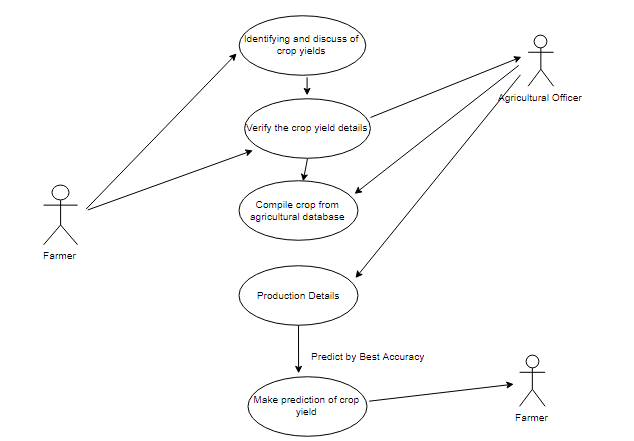 Identifying and discuss of
crop yields
Agricultural Officer
Verify the crop yield details
Compile crop from
agricultural database
Farmer
Production Details
Predict by Best Accuracy
Make prediction of crop
yield
Farmer